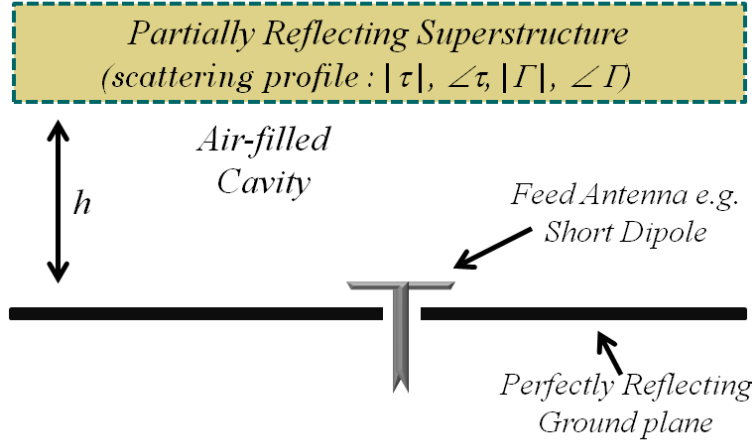 Partially Reflecting Superstructure
(scattering profile : |τ|, ∠τ, |Γ|, ∠Γ)
Air-filled
Cavity
h
Feed Antenna e.g.
Short Dipole
Perfectly Reflecting
Ground plane